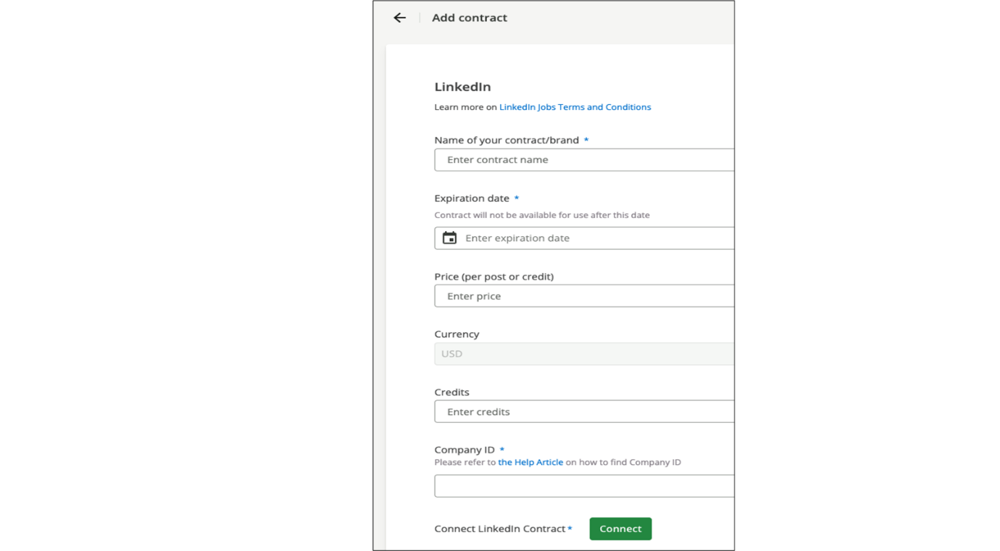 Add contract
LinkedIn
Learn more on LinkedIn Jobs Terms and Conditions
Name of your contract/brand *
Enter contract name
Expiration date *
Contract will not be available for use after this date
Enter expiration date
Price (per post or credit)
Enter price
Currency
USD
Credits
Enter credits
Company ID *
Please refer to the Help Article on how to find Company ID
Connect LinkedIn Contract* Connect